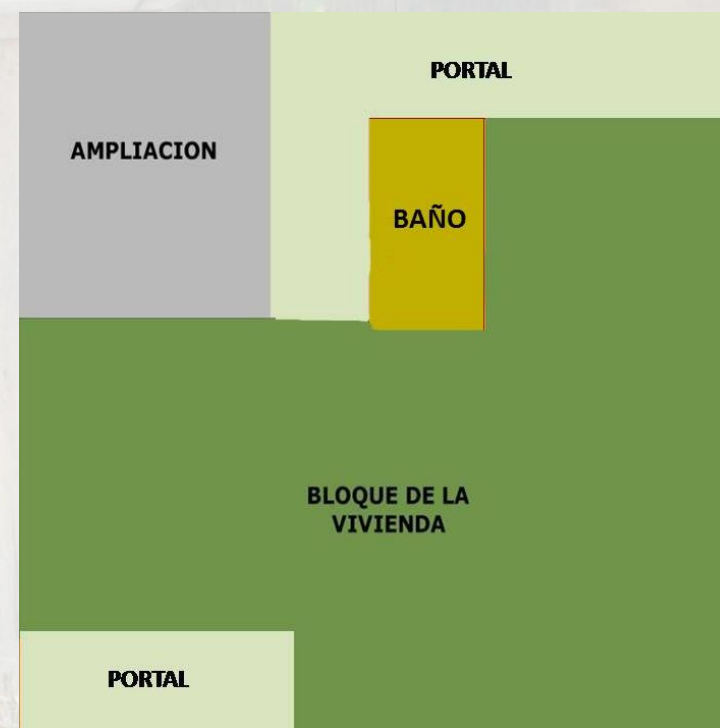 PORTAL
AMPLIACION
BAÑO
BLOQUE DE LA
VIVIENDA
PORTAL